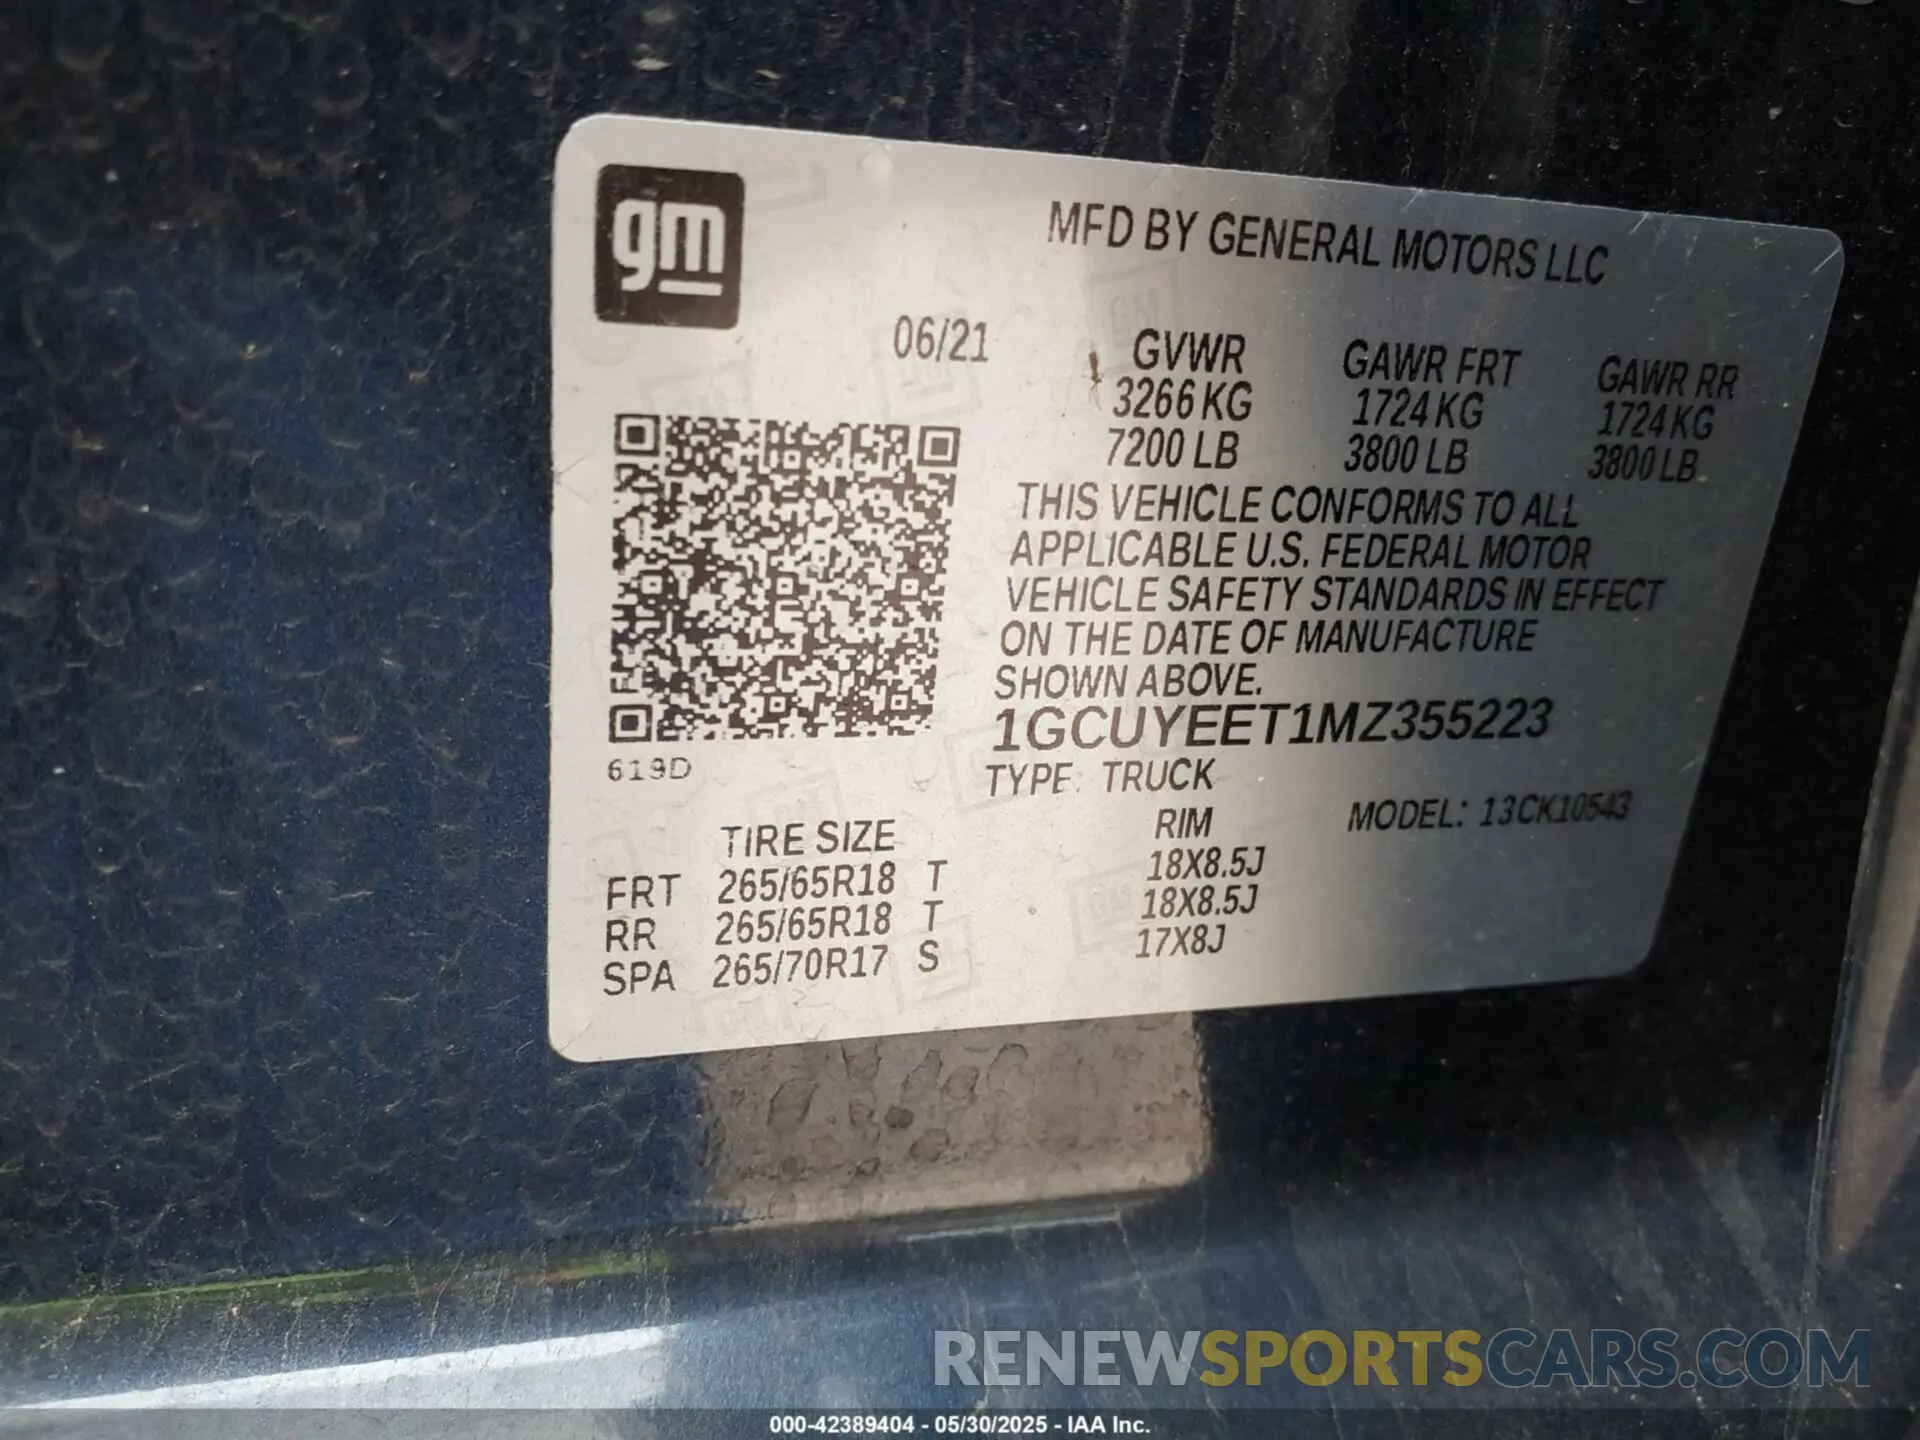 gm
MFD BY GENERAL MOTORS LLC
06/21
GVWR GAWR FRT GAWR RR
3266 KG 1724 KG 1724 KG
7200 LB 3800 LB 3800 LB
THIS VEHICLE CONFORMS TO ALL
APPLICABLE U.S. FEDERAL MOTOR
VEHICLE SAFETY STANDARDS IN EFFECT
ON THE DATE OF MANUFACTURE
SHOWN ABOVE.
1GCUYEET1MZ355223
619D
TYPE: TRUCK
MODEL: 13CK10543
TIRE SIZE RIM
FRT 265/65R18 T 18X8.5J
RR 265/65R18 T 18X8.5J
SPA 265/70R17 S 17X8J
RENEWSPORTSCARS.COM
000-42389404 - 05/30/2025 - IAA Inc.